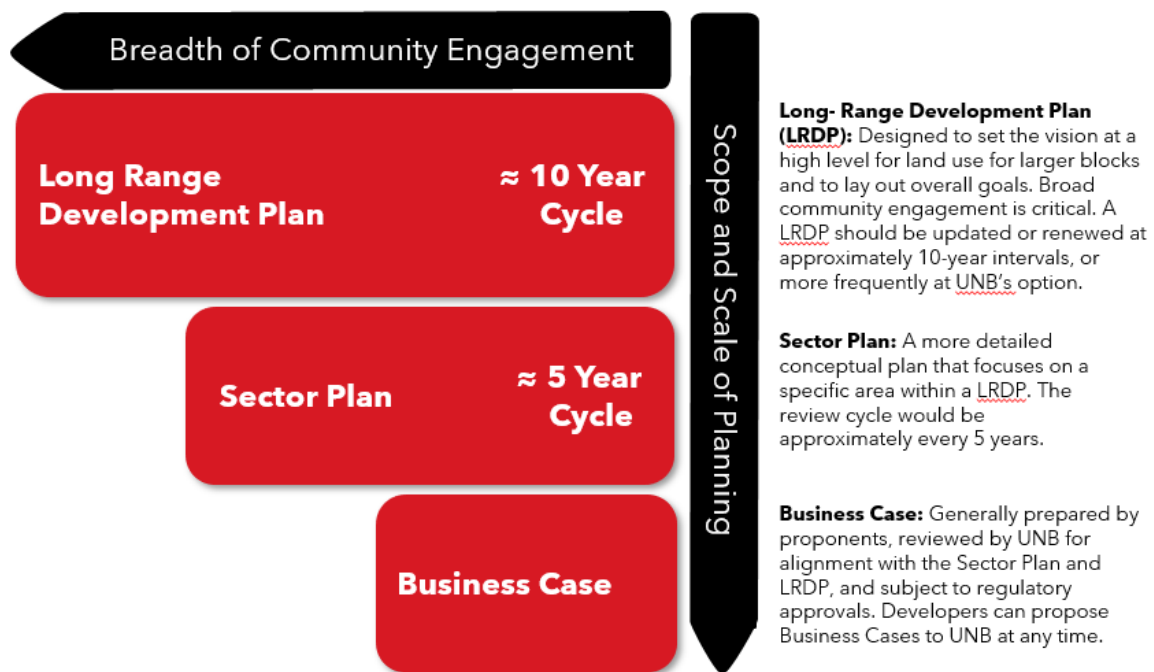 Breadth of Community Engagement
Long Range
Development Plan
≈ 10 Year
Cycle
Sector Plan
≈ 5 Year
Cycle
Business Case
Scope and Scale of Planning
Long- Range Development Plan
(LRDP): Designed to set the vision at a
high level for land use for larger blocks
and to lay out overall goals. Broad
community engagement is critical. A
LRDP should be updated or renewed at
approximately 10-year intervals, or
more frequently at UNB’s option.
Sector Plan: A more detailed
conceptual plan that focuses on a
specific area within a LRDP. The
review cycle would be
approximately every 5 years.
Business Case: Generally prepared by
proponents, reviewed by UNB for
alignment with the Sector Plan and
LRDP, and subject to regulatory
approvals. Developers can propose
Business Cases to UNB at any time.